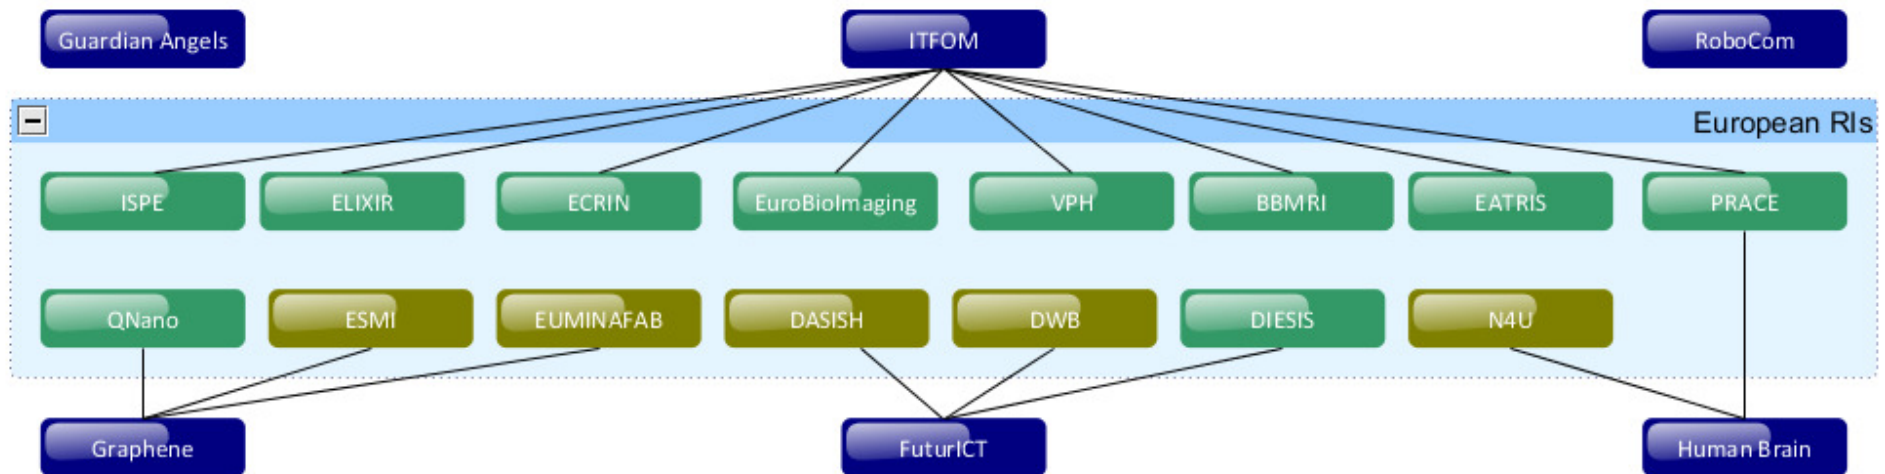 Guardian Angels
ITFOM
RoboCom
European RIs
ISPE
ELIXIR
ECRIN
EuroBioImaging
VPH
BBMRI
EATRIS
PRACE
QNano
ESMI
EUMINAFAB
DASISH
DWB
DIESIS
N4U
Graphene
FuturICT
Human Brain